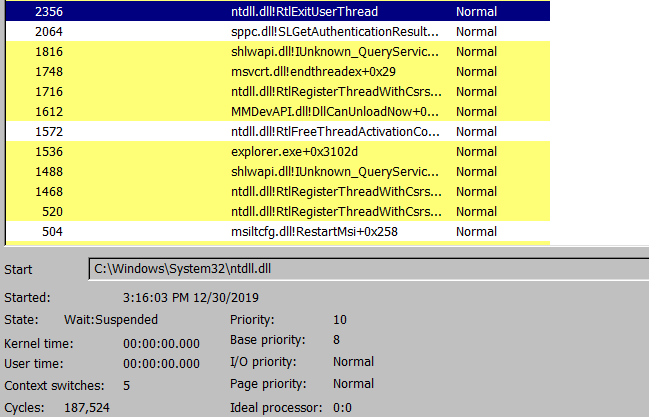 2356 ntdll.dll!RtlExitUserThread Normal
2064 sppc.dll!SLGetAuthenticationResult... Normal
1816 shlwapi.dll!IUnknown_QueryServic... Normal
1748 msvcrt.dll!endthreadex+0x29 Normal
1716 ntdll.dll!RtlRegisterThreadWithCsrs... Normal
1612 MMDevAPI.dll!DllCanUnloadNow+0... Normal
1572 ntdll.dll!RtlFreeThreadActivationCo... Normal
1536 explorer.exe+0x3102d Normal
1488 shlwapi.dll!IUnknown_QueryServic... Normal
1468 ntdll.dll!RtlRegisterThreadWithCsrs... Normal
520 ntdll.dll!RtlRegisterThreadWithCsrs... Normal
504 msiltcfg.dll!RestartMsi+0x258 Normal
Start C:\Windows\System32\ntdll.dll
Started: 3:16:03 PM 12/30/2019
State: Wait:Suspended Priority: 10
Kernel time: 00:00:00.000 Base priority: 8
User time: 00:00:00.000 I/O priority: Normal
Context switches: 5 Page priority: Normal
Cycles: 187,524 Ideal processor: 0:0